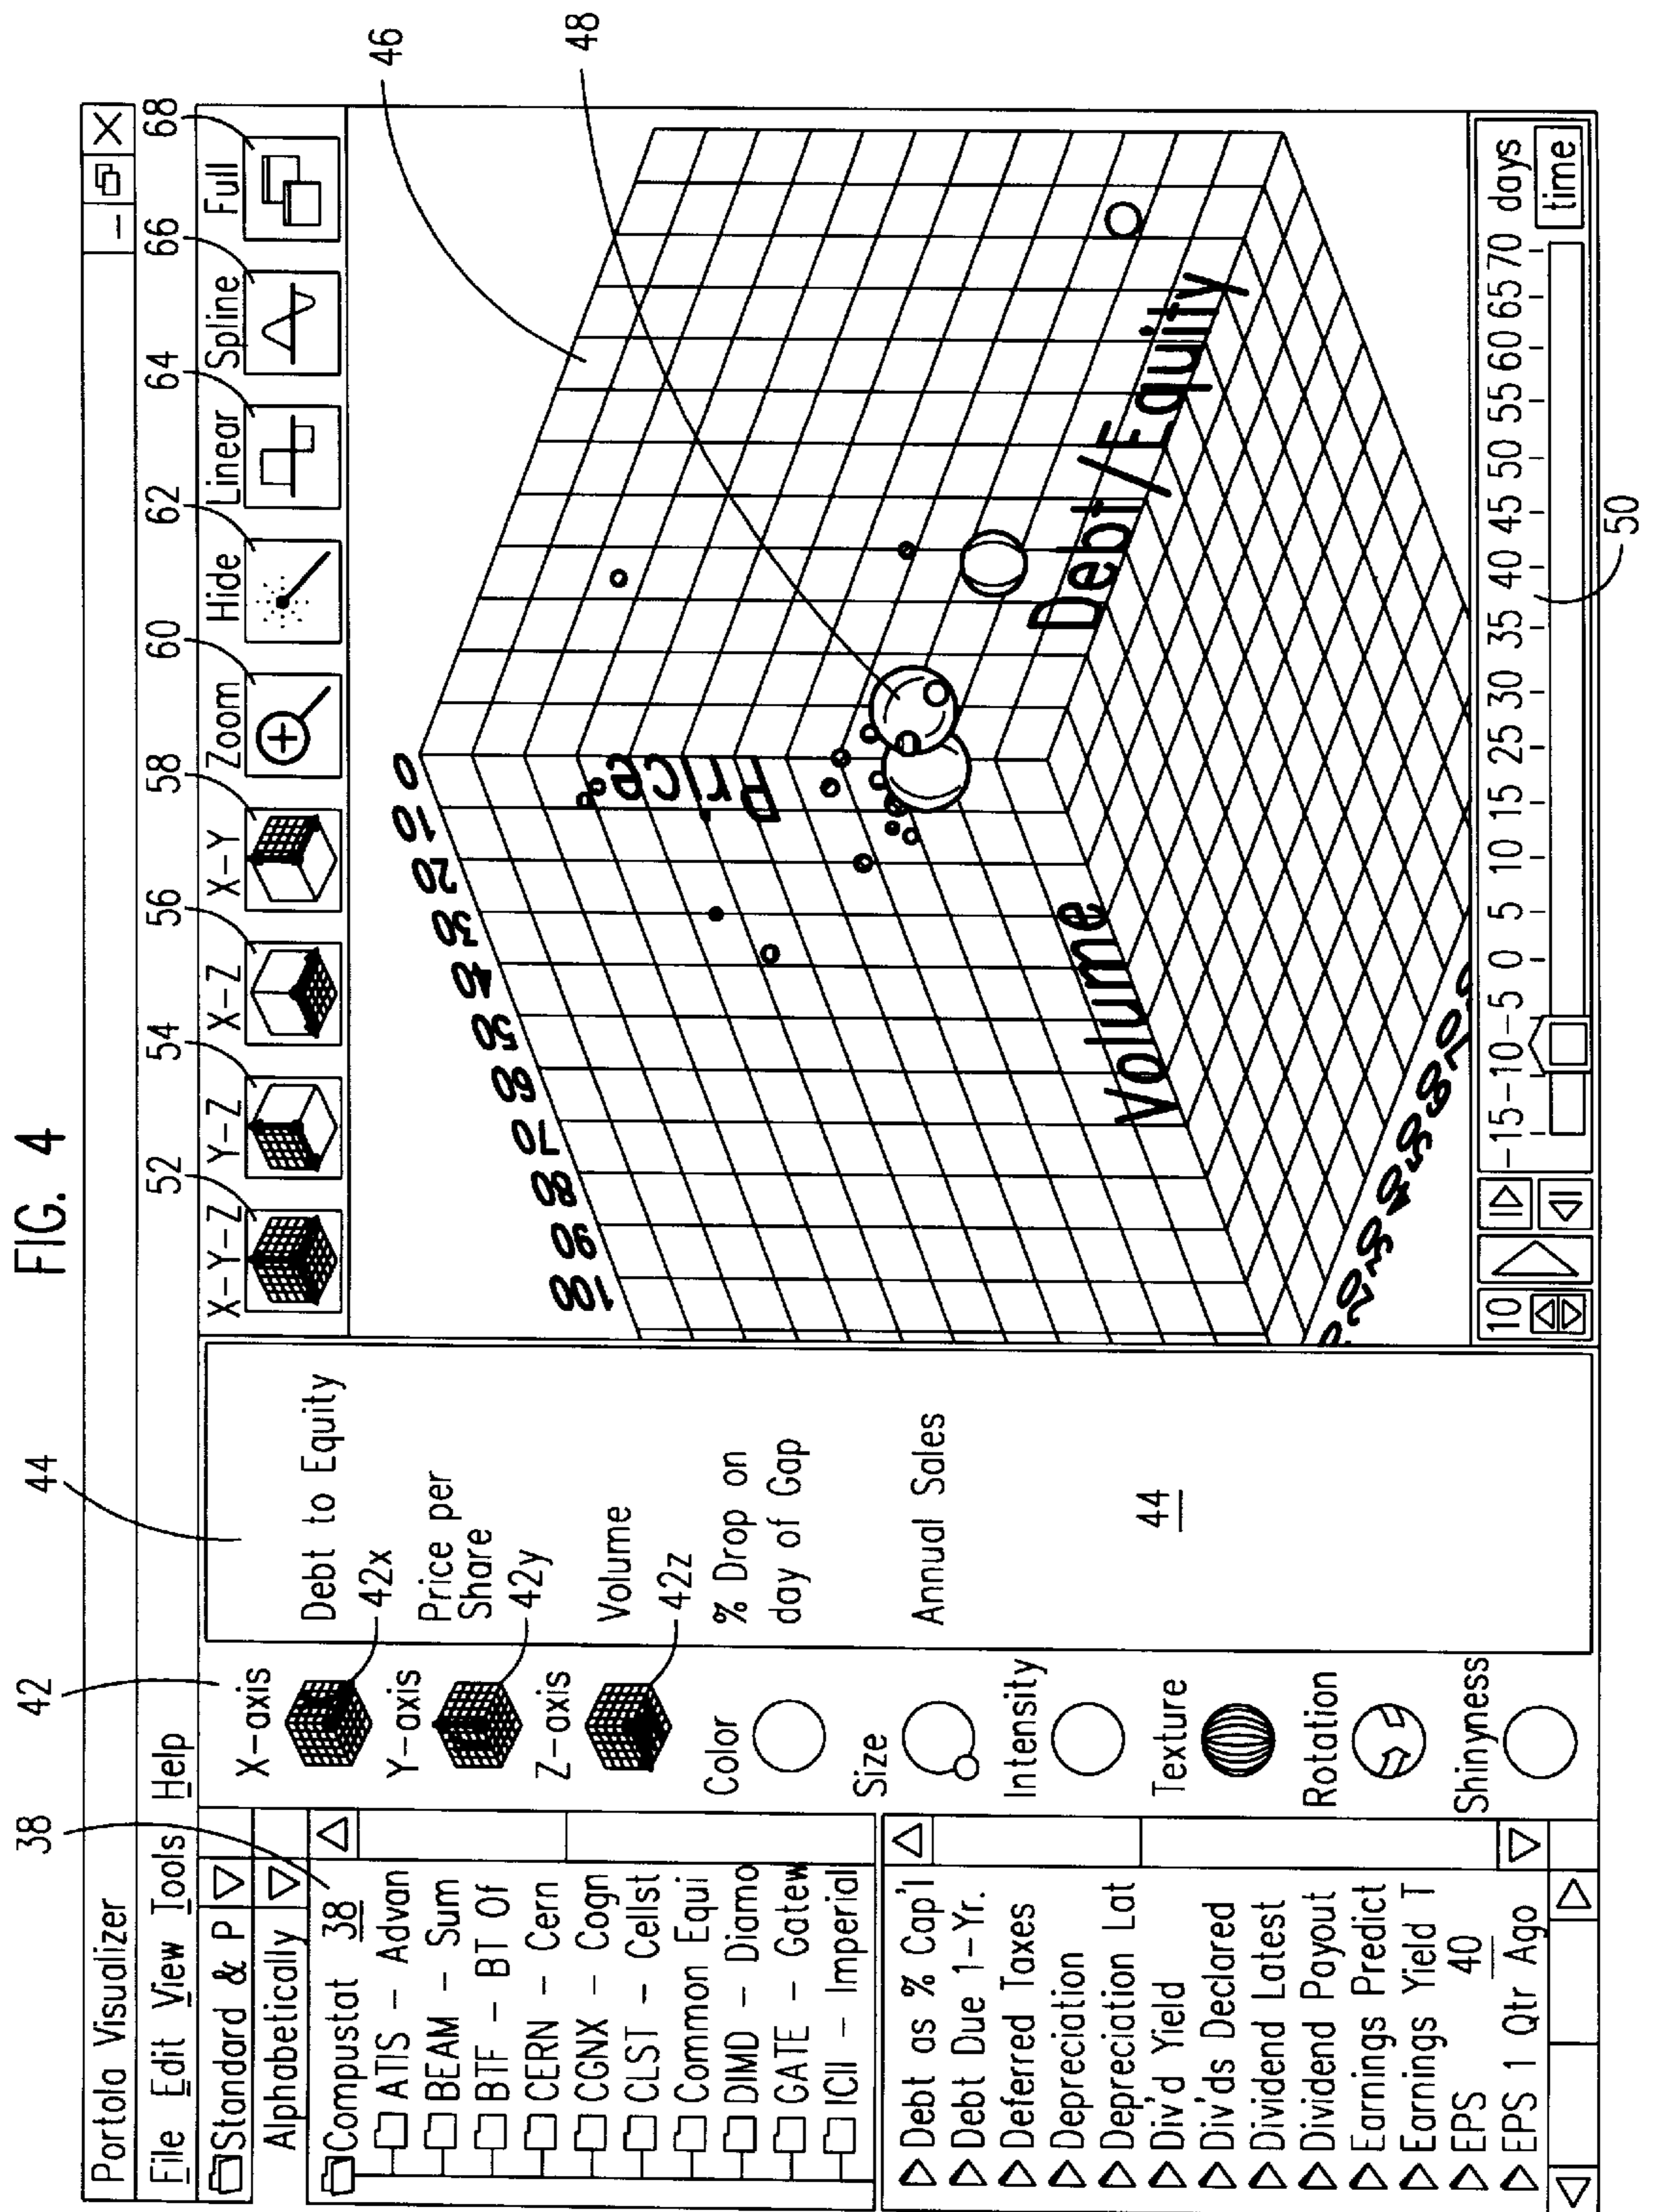 FIG. 4
38
42
44
46
48
Portola Visualizer
File Edit View Tools Help
Standard & P
Alphabetically
Compustat 38
ATIS - Advan
BEAM - Sum
BTF - BT Of
CERN - Cern
CGNX - Cogn
CLST - Cellst
Common Equi
DIMD - Diamo
GATE - Gatew
ICII - Imperial
Debt as % Cap'l
Debt Due 1-Yr.
Deferred Taxes
Depreciation
Depreciation Lat
Div'd Yield
Div'ds Declared
Dividend Latest
Dividend Payout
Earnings Predict
Earnings Yield T
EPS 40
EPS 1 Qtr Ago
X-axis
42x
Y-axis
42y
Z-axis
42z
Color
Size
Intensity
Texture
Rotation
Shinyness
Debt to Equity
Price per
Share
Volume
% Drop on
day of Gap
Annual Sales
44
52 54 56 58 60 62 64 66 68
X-Y-Z Y-Z X-Z X-Y Zoom Hide Linear Spline Full
100 90 80 70 60 50 40 30 20 10 0
Price
Volume
Debt/Equity
20 30 40 50 60 70
10
-15 -10 -5 0 5 10 15 25 30 35 40 45 50 55 60 65 70 days
time
50